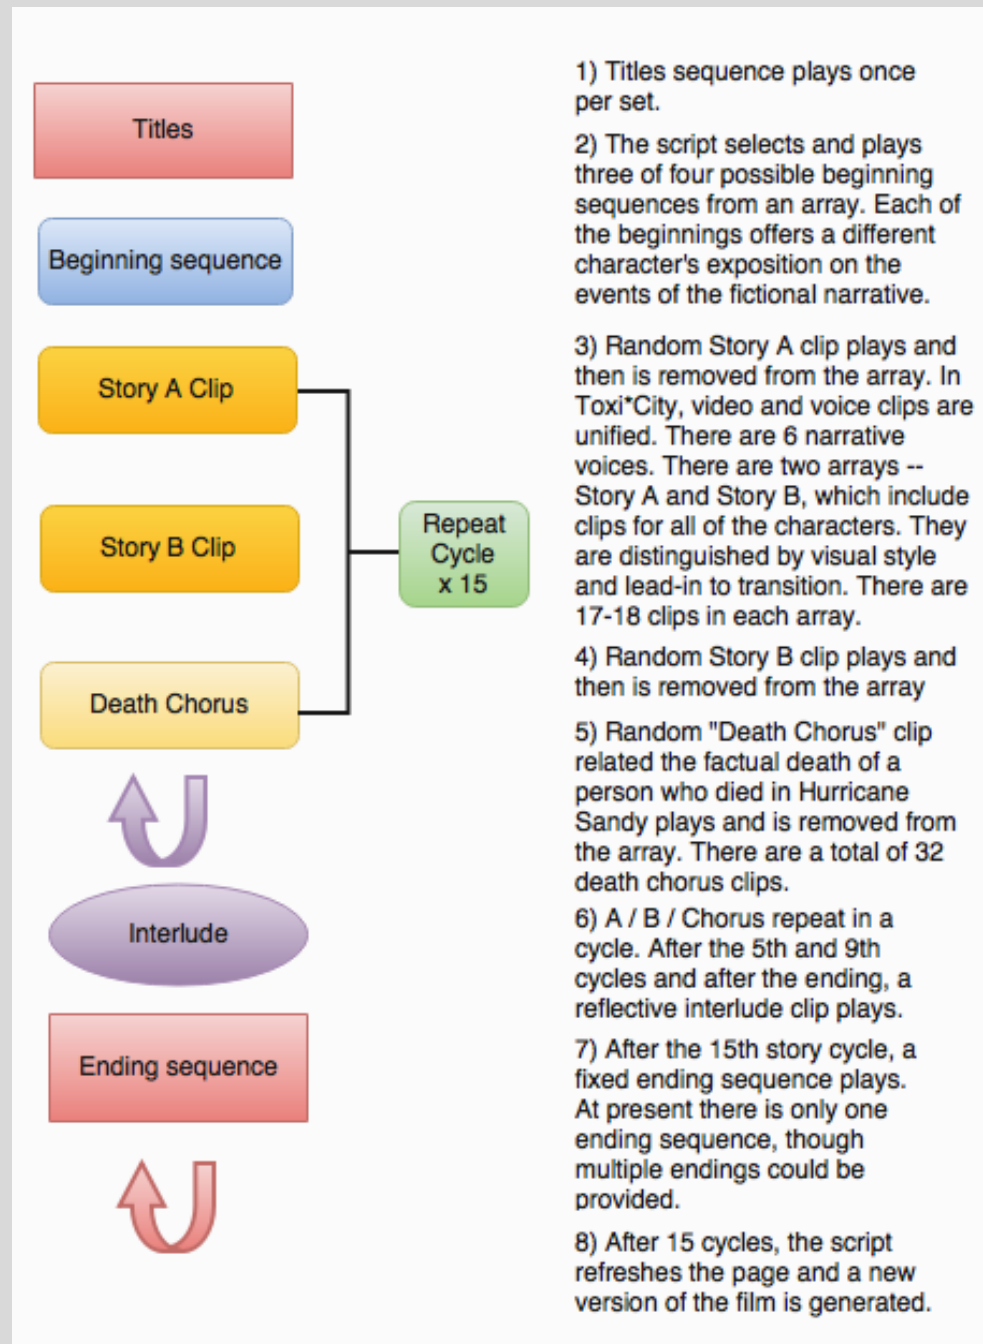 Titles
Beginning sequence
Story A Clip
Story B Clip
Death Chorus
Repeat
Cycle
x 15
Interlude
Ending sequence
1) Titles sequence plays once
per set.
2) The script selects and plays
three of four possible beginning
sequences from an array. Each of
the beginnings offers a different
character's exposition on the
events of the fictional narrative.
3) Random Story A clip plays and
then is removed from the array. In
Toxi*City, video and voice clips are
unified. There are 6 narrative
voices. There are two arrays --
Story A and Story B, which include
clips for all of the characters. They
are distinguished by visual style
and lead-in to transition. There are
17-18 clips in each array.
4) Random Story B clip plays and
then is removed from the array
5) Random "Death Chorus" clip
related the factual death of a
person who died in Hurricane
Sandy plays and is removed from
the array. There are a total of 32
death chorus clips.
6) A / B / Chorus repeat in a
cycle. After the 5th and 9th
cycles and after the ending, a
reflective interlude clip plays.
7) After the 15th story cycle, a
fixed ending sequence plays.
At present there is only one
ending sequence, though
multiple endings could be
provided.
8) After 15 cycles, the script
refreshes the page and a new
version of the film is generated.